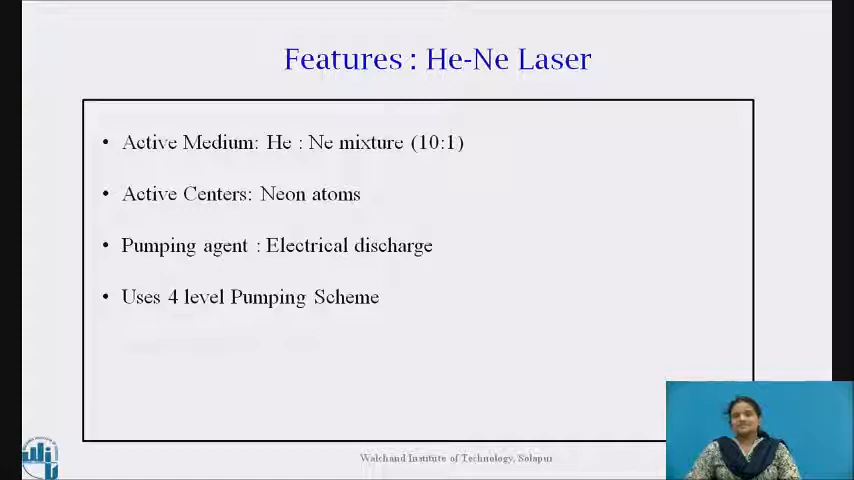 Features : He-Ne Laser
• Active Medium: He : Ne mixture (10:1)
• Active Centers: Neon atoms
• Pumping agent : Electrical discharge
• Uses 4 level Pumping Scheme
Walchand Institute of Technology, Solapur